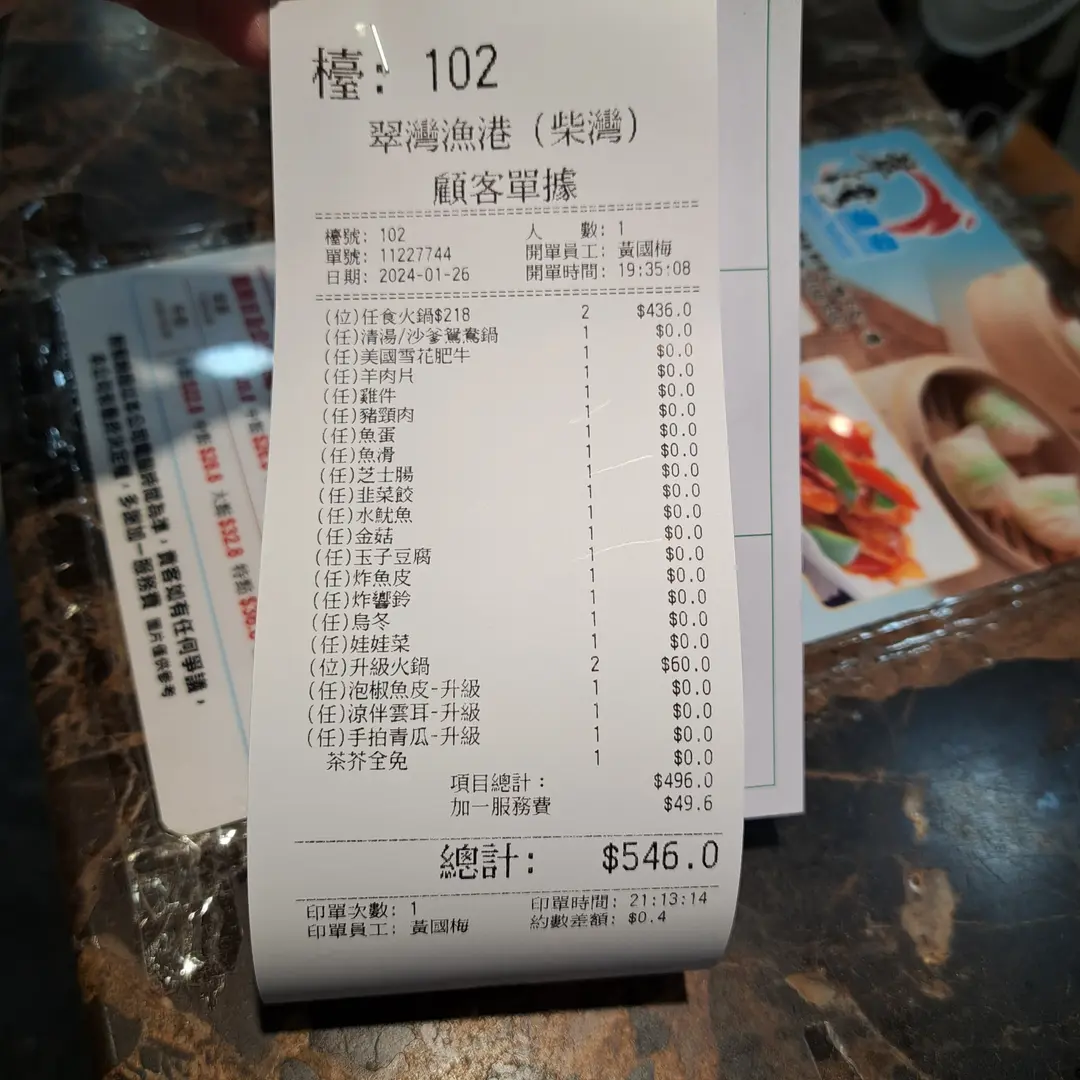 檯: 102
翠灣漁港(柴灣)
顧客單據
檯號: 102 人 數: 1
單號: 11227744 開單員工: 黃國梅
日期: 2024-01-26 開單時間: 19:35:08
(位)任食火鍋$218 2 $436.0
(任)清湯/沙爹鴛鴦鍋 1 $0.0
(任)美國雪花肥牛 1 $0.0
(任)羊肉片 1 $0.0
(任)雞件 1 $0.0
(任)豬頸肉 1 $0.0
(任)魚蛋 1 $0.0
(任)魚滑 1 $0.0
(任)芝士腸 1 $0.0
(任)韭菜餃 1 $0.0
(任)水魷魚 1 $0.0
(任)金菇 1 $0.0
(任)玉子豆腐 1 $0.0
(任)炸魚皮 1 $0.0
(任)炸響鈴 1 $0.0
(任)烏冬 1 $0.0
(任)娃娃菜 1 $0.0
(位)升級火鍋 2 $60.0
(任)泡椒魚皮-升級 1 $0.0
(任)涼伴雲耳-升級 1 $0.0
(任)手拍青瓜-升級 1 $0.0
茶芥全免 1 $0.0
項目總計: $496.0
加一服務費 $49.6
總計: $546.0
印單次數: 1 印單時間: 21:13:14
印單員工: 黃國梅 約數差額: $0.4